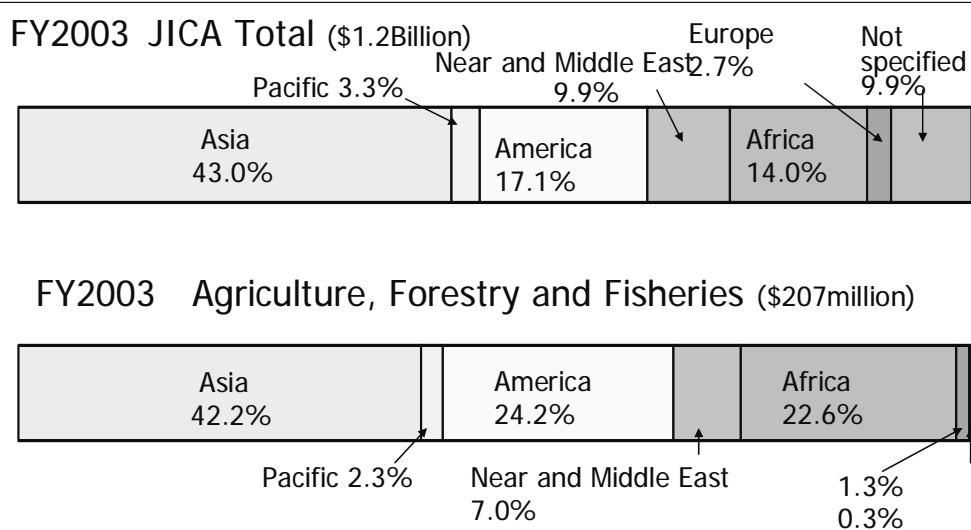 FY2003 JICA Total ($1.2Billion)
Europe
2.7%
Not
specified
9.9%
Near and Middle East
9.9%
Pacific 3.3%
Asia
43.0%
America
17.1%
Africa
14.0%
FY2003 Agriculture, Forestry and Fisheries ($207million)
Asia
42.2%
America
24.2%
Africa
22.6%
Pacific 2.3%
Near and Middle East
7.0%
1.3%
0.3%